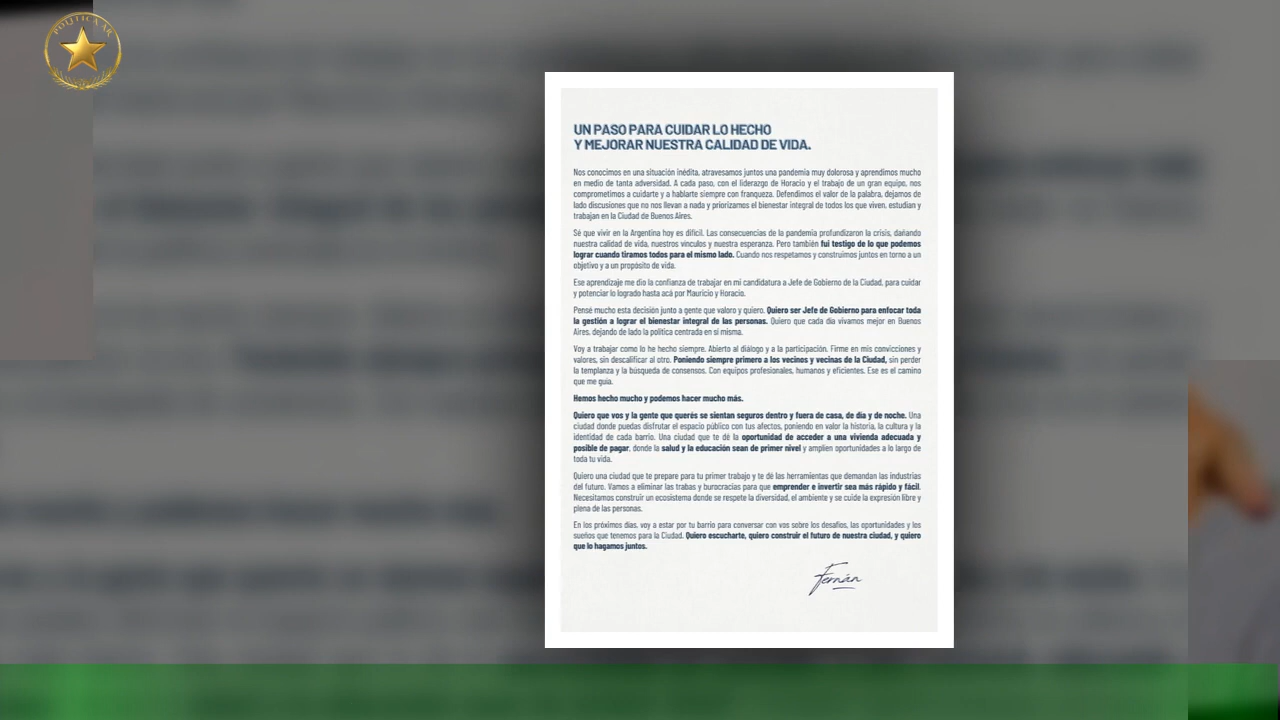 POLÍTICA AR
UN PASO PARA CUIDAR LO HECHO
Y MEJORAR NUESTRA CALIDAD DE VIDA.
Nos conocimos en una situación inédita, atravesamos juntos una pandemia muy dolorosa y aprendimos mucho
en medio de tanta adversidad. A cada paso, con el liderazgo de Horacio y el trabajo de un gran equipo, nos
comprometimos a cuidarte y a hablarte siempre con franqueza. Defendimos el valor de la palabra, dejamos de
lado discusiones que no nos llevan a nada y priorizamos el bienestar integral de todos los que viven, estudian y
trabajan en la Ciudad de Buenos Aires.
Sé que vivir en la Argentina hoy es difícil. Las consecuencias de la pandemia profundizaron la crisis, dañando
nuestra calidad de vida, nuestros vínculos y nuestra esperanza. Pero también fui testigo de lo que podemos
lograr cuando tiramos todos para el mismo lado. Cuando nos respetamos y construimos juntos en torno a un
objetivo y a un propósito de vida.
Ese aprendizaje me dio la confianza de trabajar en mi candidatura a Jefe de Gobierno de la Ciudad, para cuidar
y potenciar lo logrado hasta acá por Mauricio y Horacio.
Pensé mucho esta decisión junto a gente que valoro y quiero. Quiero ser Jefe de Gobierno para enfocar toda
la gestión a lograr el bienestar integral de las personas. Quiero que cada día vivamos mejor en Buenos
Aires, dejando de lado la política centrada en sí misma.
Voy a trabajar como lo he hecho siempre. Abierto al diálogo y a la participación. Firme en mis convicciones y
valores, sin descalificar al otro. Poniendo siempre primero a los vecinos y vecinas de la Ciudad, sin perder
la templanza y la búsqueda de consensos. Con equipos profesionales, humanos y eficientes. Ese es el camino
que me guía.
Hemos hecho mucho y podemos hacer mucho más.
Quiero que vos y la gente que querés se sientan seguros dentro y fuera de casa, de día y de noche. Una
ciudad donde puedas disfrutar el espacio público con tus afectos, poniendo en valor la historia, la cultura y la
identidad de cada barrio. Una ciudad que te dé la oportunidad de acceder a una vivienda adecuada y
posible de pagar, donde la salud y la educación sean de primer nivel y amplíen oportunidades a lo largo de
toda tu vida.
Quiero una ciudad que te prepare para tu primer trabajo y te dé las herramientas que demandan las industrias
del futuro. Vamos a eliminar las trabas y burocracias para que emprender e invertir sea más rápido y fácil.
Necesitamos construir un ecosistema donde se respete la diversidad, el ambiente y se cuide la expresión libre y
plena de las personas.
En los próximos días, voy a estar por tu barrio para conversar con vos sobre los desafíos, las oportunidades y los
sueños que tenemos para la Ciudad. Quiero escucharte, quiero construir el futuro de nuestra ciudad, y quiero
que lo hagamos juntos.
Fernán